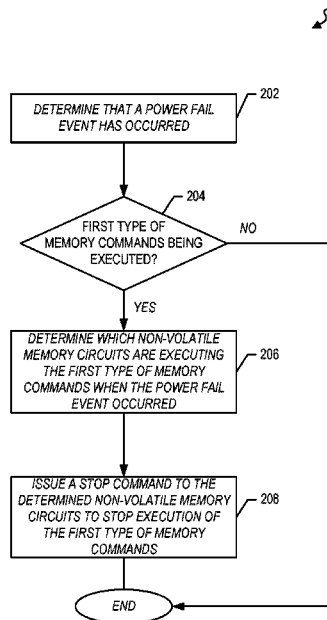 DETERMINE THAT A POWER FAIL
EVENT HAS OCCURRED
202
204
FIRST TYPE OF
MEMORY COMMANDS BEING
EXECUTED?
NO
YES
DETERMINE WHICH NON-VOLATILE
MEMORY CIRCUITS ARE EXECUTING
THE FIRST TYPE OF MEMORY
COMMANDS WHEN THE POWER FAIL
EVENT OCCURRED
206
ISSUE A STOP COMMAND TO THE
DETERMINED NON-VOLATILE MEMORY
CIRCUITS TO STOP EXECUTION OF
THE FIRST TYPE OF MEMORY
COMMANDS
208
END